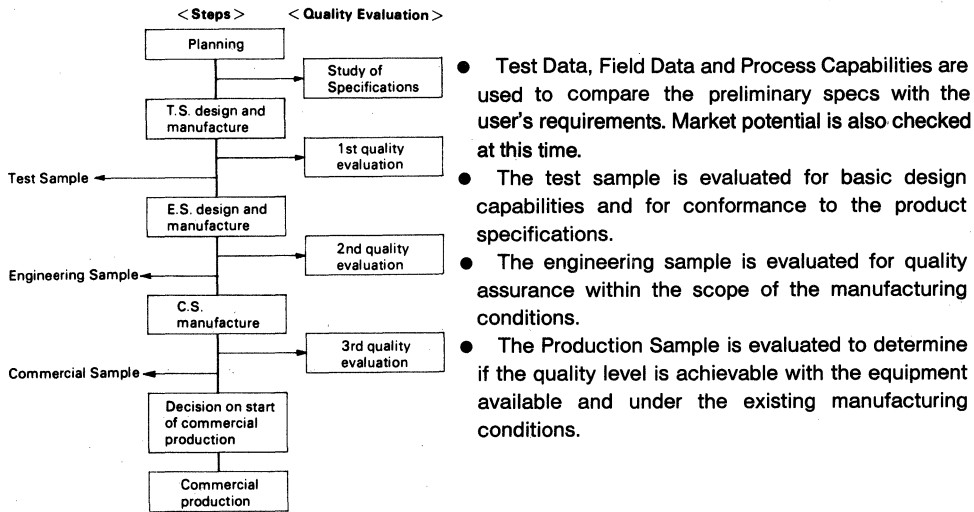 <Steps> <Quality Evaluation>
Planning
Study of
Specifications
T.S. design and
manufacture
1st quality
evaluation
Test Sample
E.S. design and
manufacture
2nd quality
evaluation
Engineering Sample
C.S.
manufacture
3rd quality
evaluation
Commercial Sample
Decision on start
of commercial
production
Commercial
production
● Test Data, Field Data and Process Capabilities are
used to compare the preliminary specs with the
user's requirements. Market potential is also checked
at this time.
● The test sample is evaluated for basic design
capabilities and for conformance to the product
specifications.
● The engineering sample is evaluated for quality
assurance within the scope of the manufacturing
conditions.
● The Production Sample is evaluated to determine
if the quality level is achievable with the equipment
available and under the existing manufacturing
conditions.